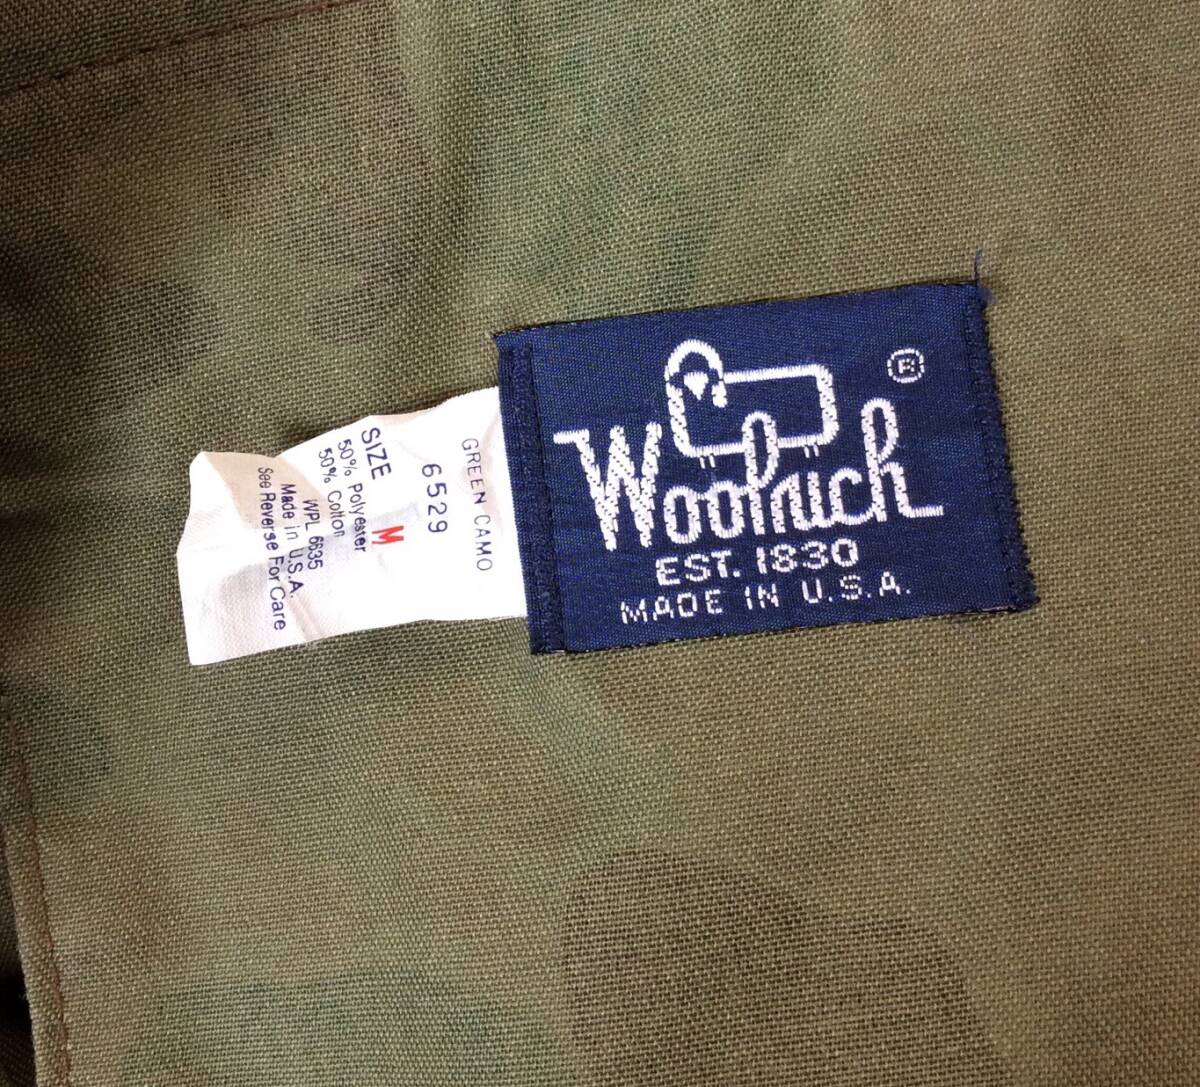 Woolrich
®
EST. 1830
MADE IN U.S.A.
GREEN CAMO
6529
SIZE M
50% Polyester
50% Cotton
WPL 6635
Made in U.S.A.
See Reverse For Care